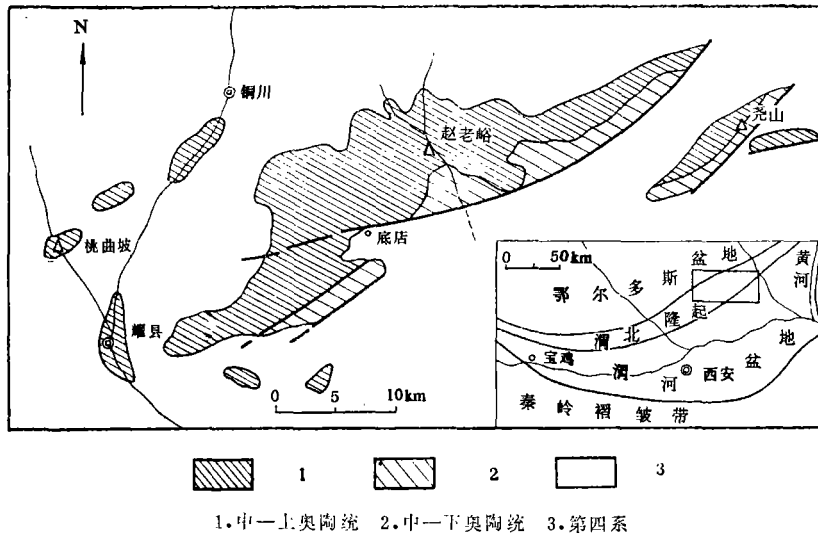 N
铜川
赵老峪
尧山
桃曲坡
底店
耀县
0 5 10km
0 50km
鄂尔多斯盆地
黄河
渭北隆起
宝鸡
渭河盆地
西安
秦岭褶皱带
1 2 3
1.中—上奥陶统 2.中—下奥陶统 3.第四系